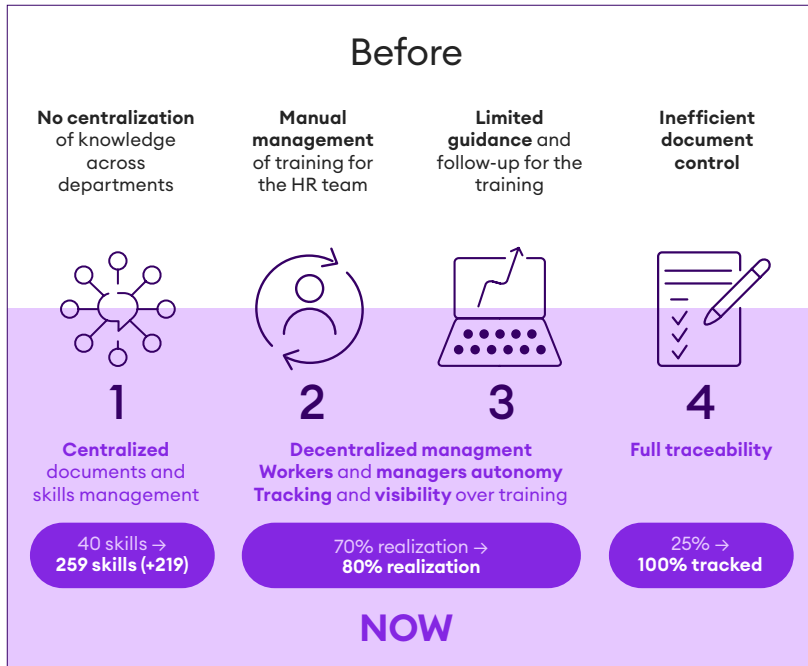 Before
No centralization
of knowledge
across
departments
Manual
management
of training for
the HR team
Limited
guidance and
follow-up for the
training
Inefficient
document
control
1
2
3
4
Centralized
documents and
skills management
Decentralized managment
Workers and managers autonomy
Tracking and visibility over training
Full traceability
40 skills →
259 skills (+219)
70% realization →
80% realization
25% →
100% tracked
NOW